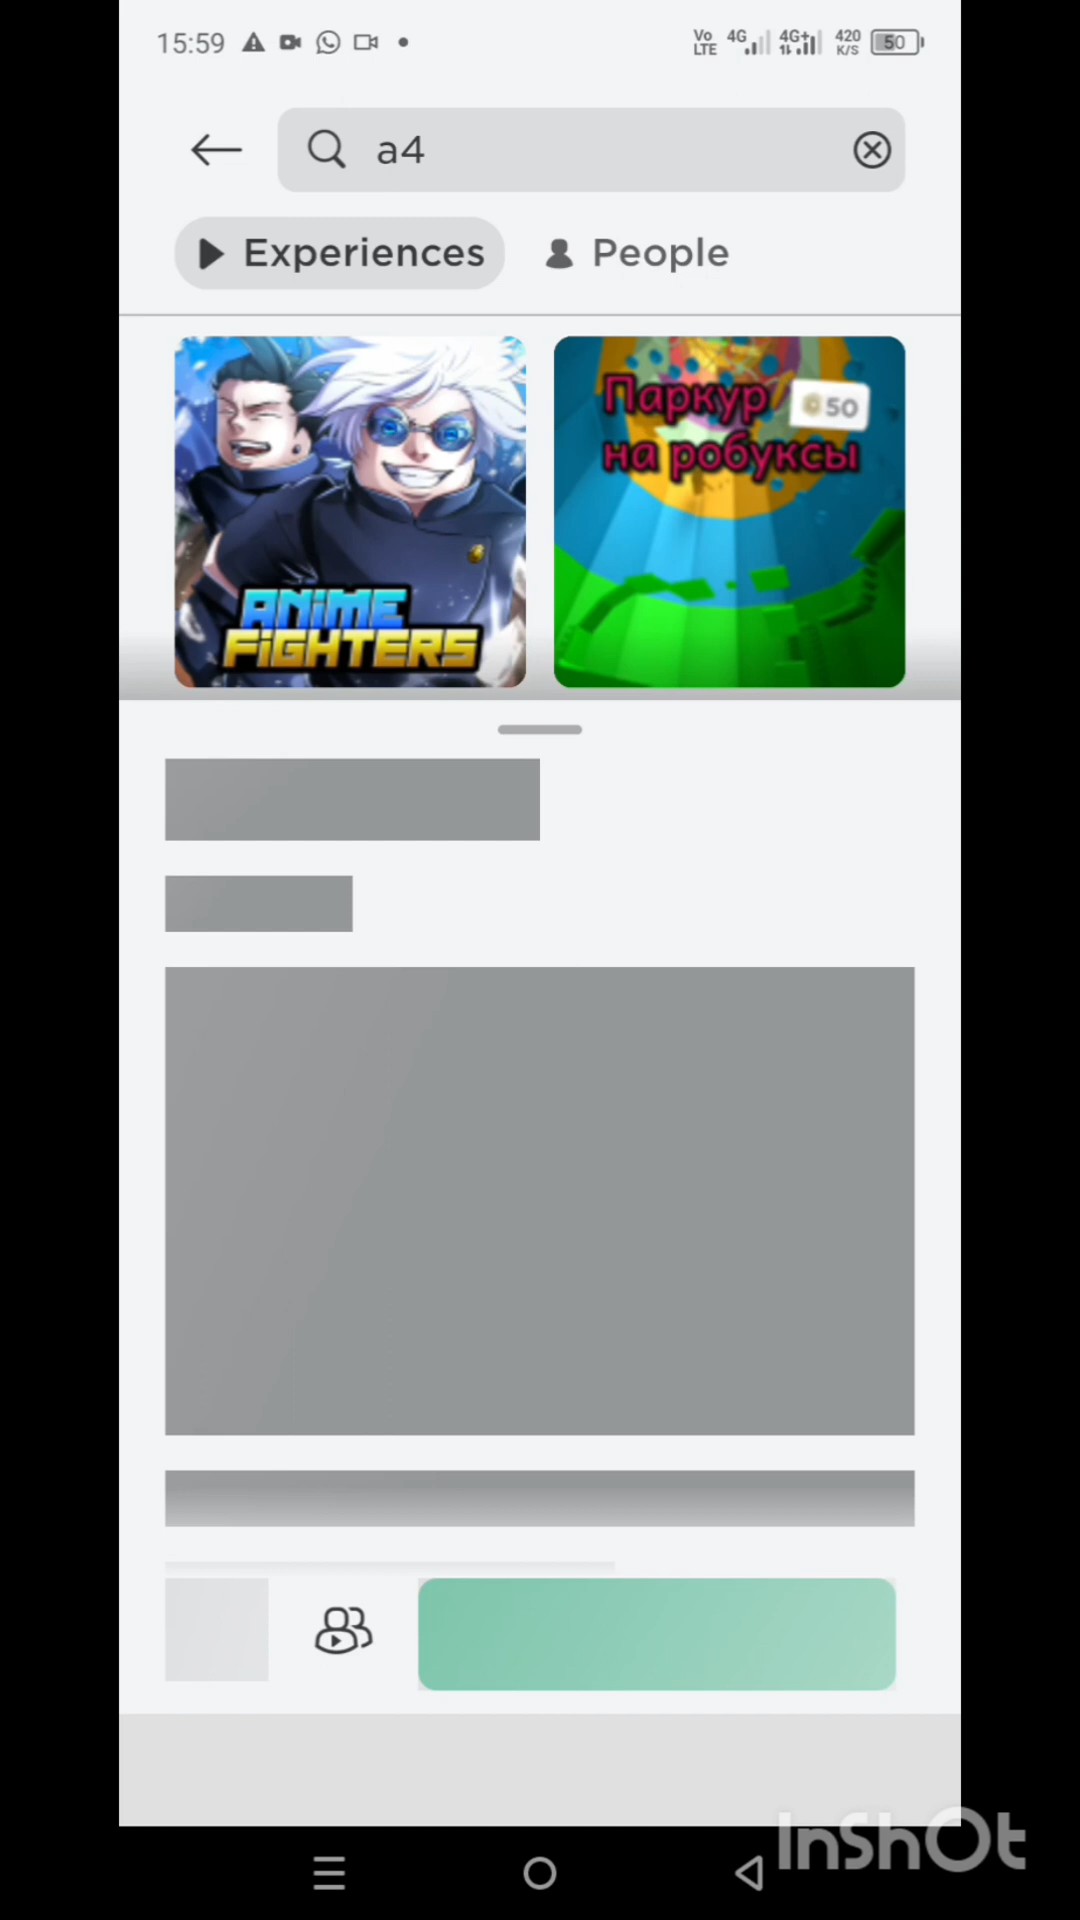 15:59
Vo LTE 4G 4G+ 420 K/S 50
a4
Experiences People
Паркур 50
на робуксы
ANIME
FIGHTERS
InShOt